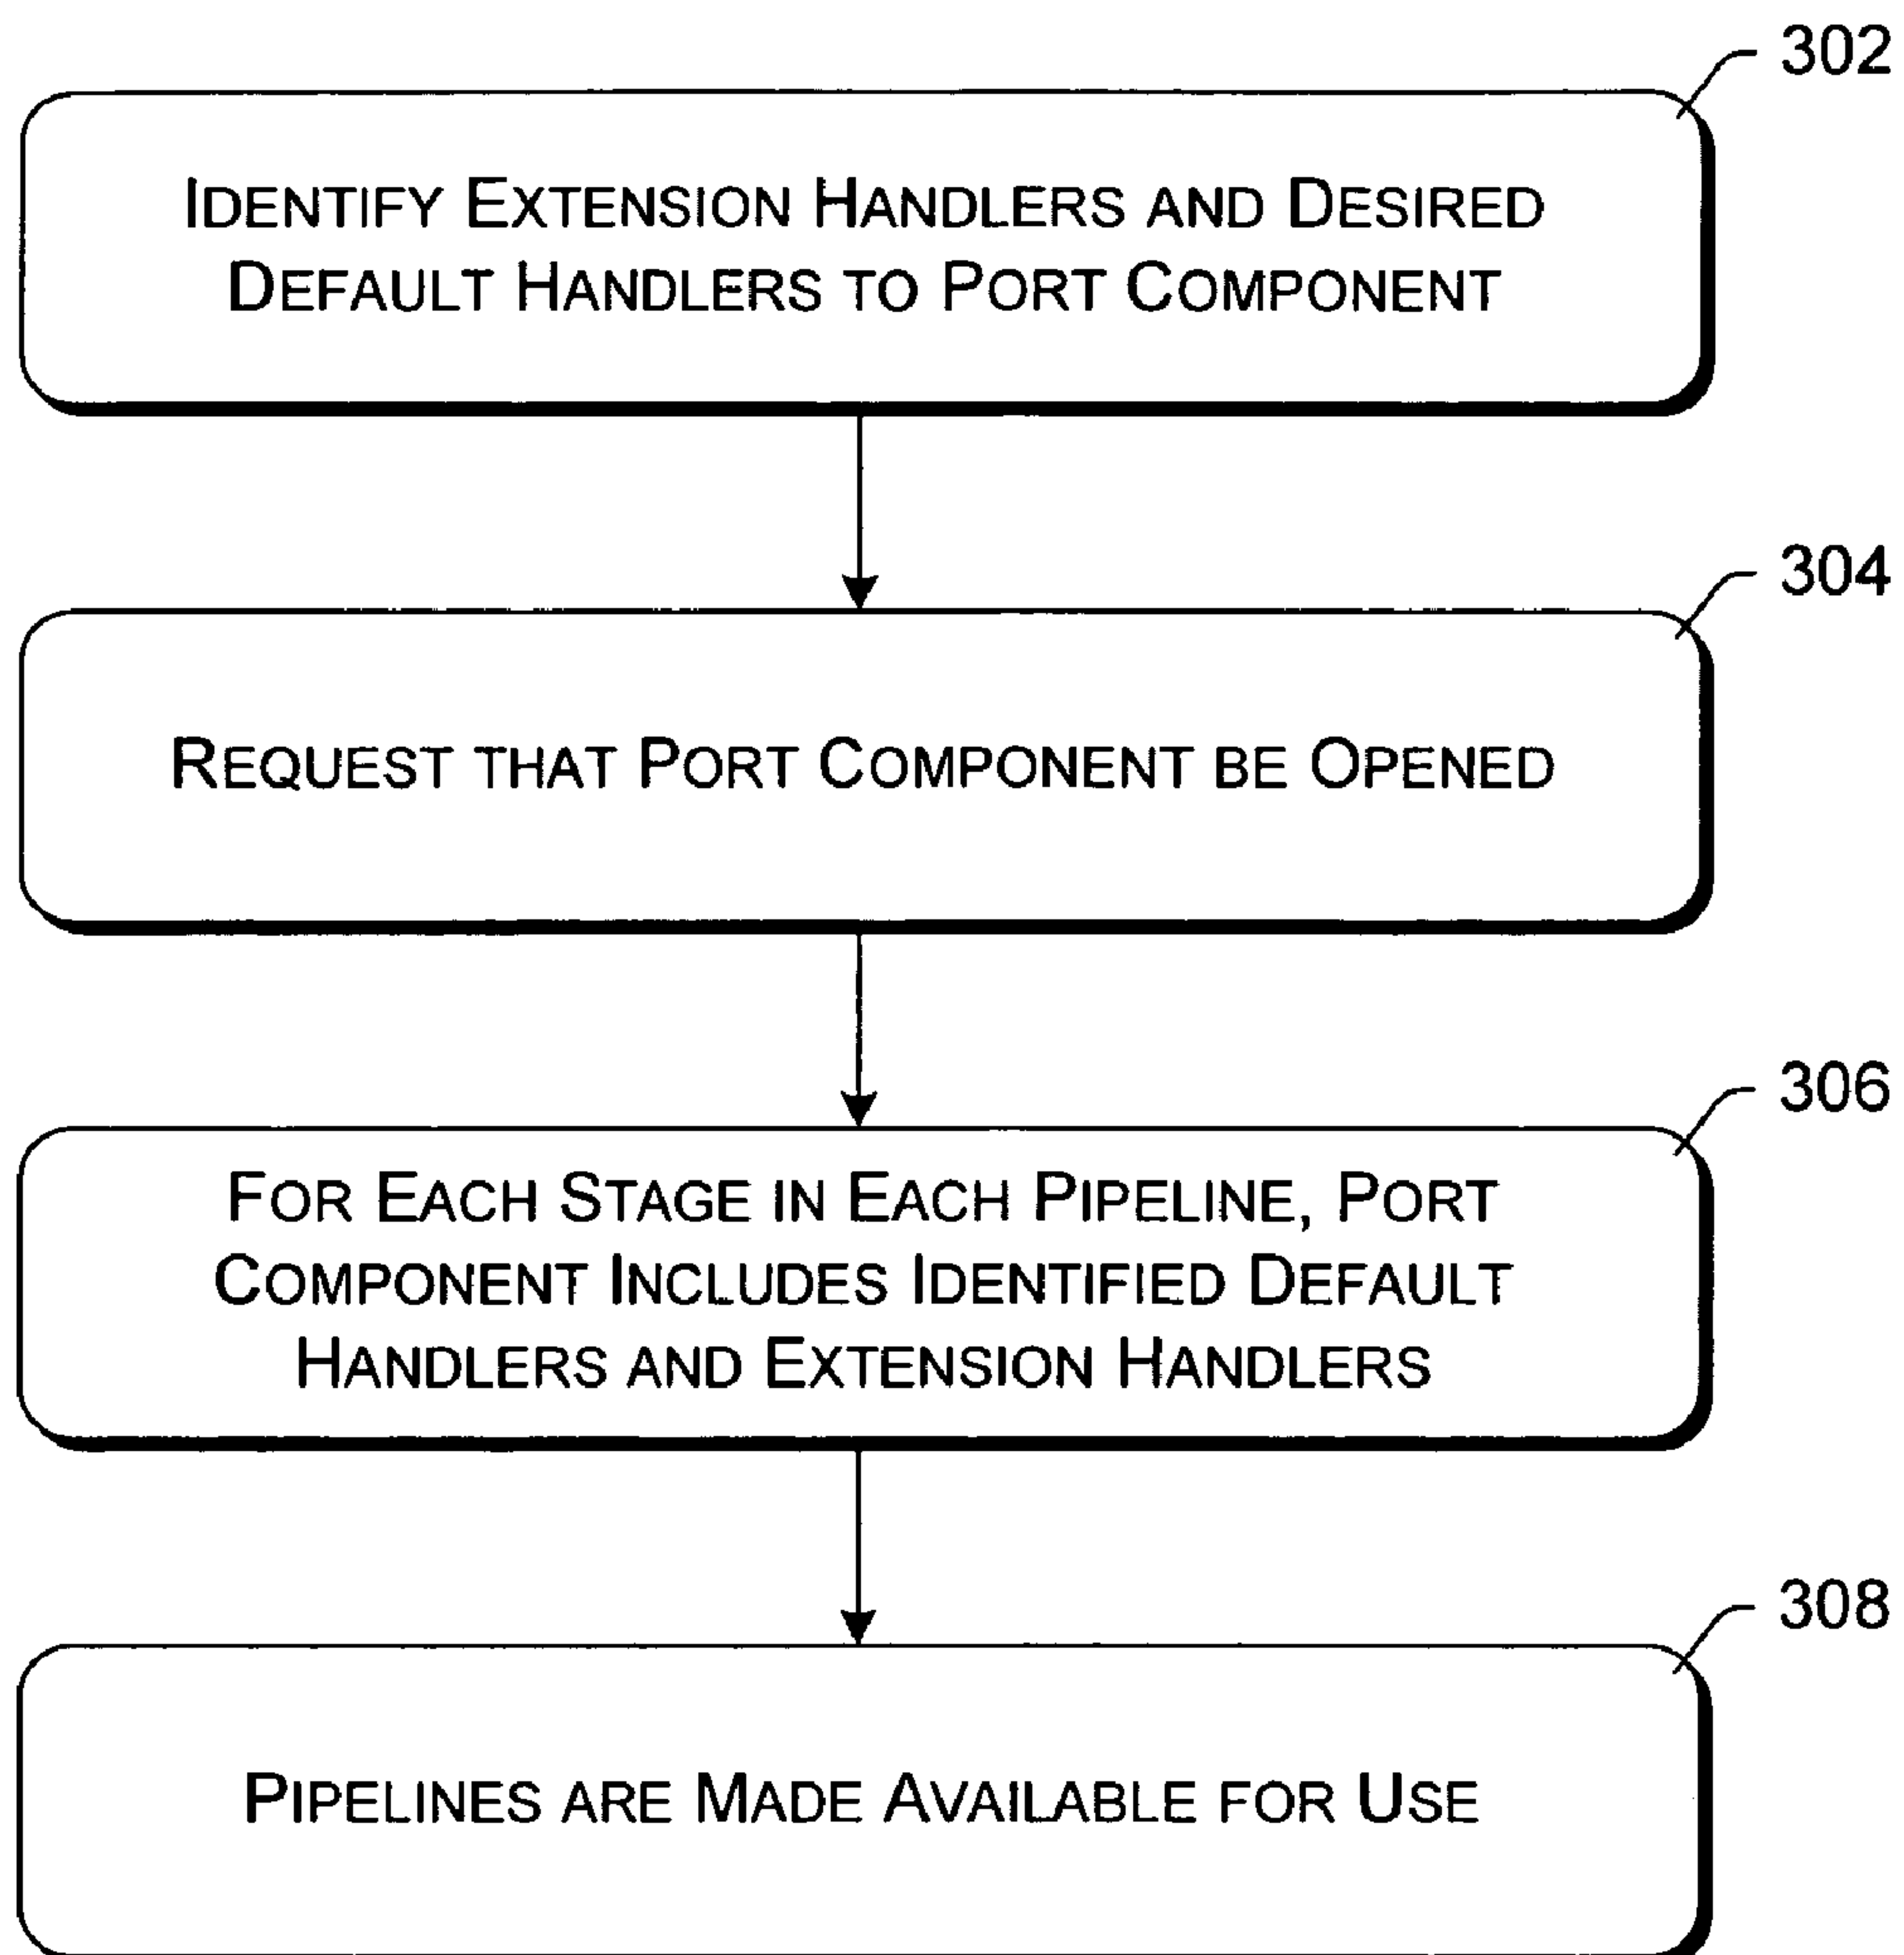 302
IDENTIFY EXTENSION HANDLERS AND DESIRED
DEFAULT HANDLERS TO PORT COMPONENT
304
REQUEST THAT PORT COMPONENT BE OPENED
306
FOR EACH STAGE IN EACH PIPELINE, PORT
COMPONENT INCLUDES IDENTIFIED DEFAULT
HANDLERS AND EXTENSION HANDLERS
308
PIPELINES ARE MADE AVAILABLE FOR USE